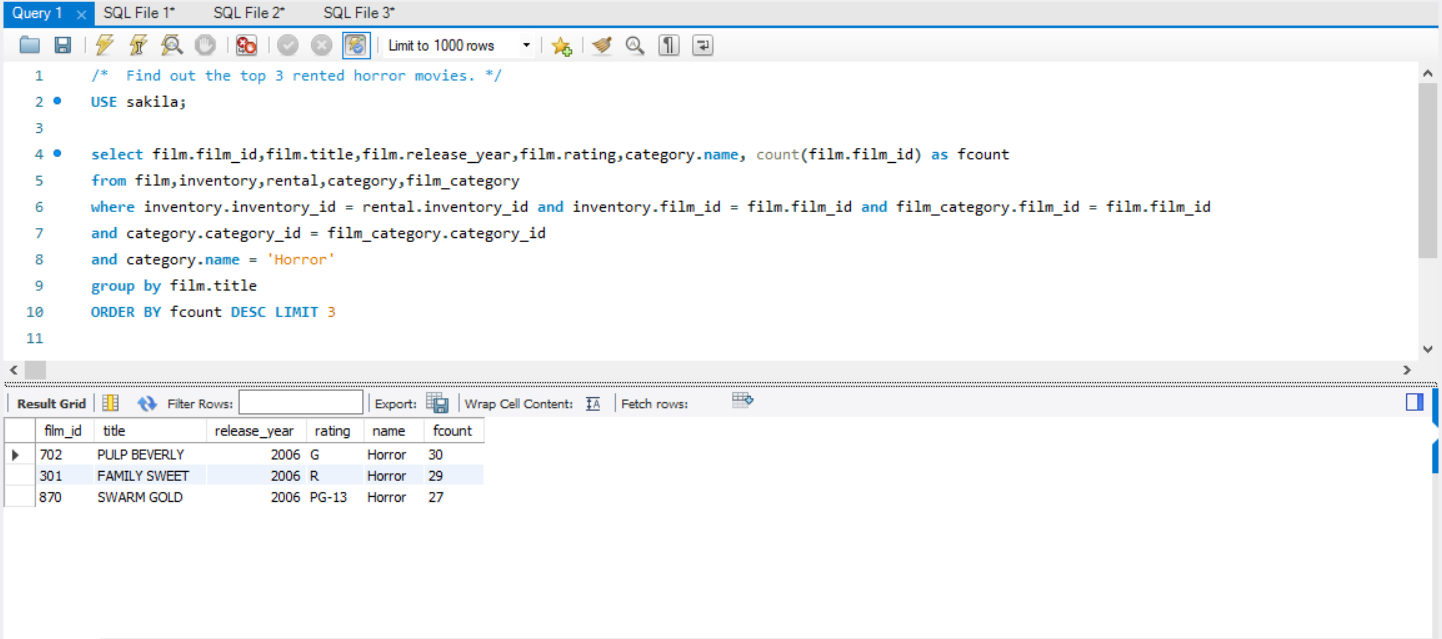 Query 1 × SQL File 1* SQL File 2* SQL File 3*
Limit to 1000 rows
1 /*  Find out the top 3 rented horror movies. */
2 USE sakila;
3
4 select film.film_id,film.title,film.release_year,film.rating,category.name, count(film.film_id) as fcount
5 from film,inventory,rental,category,film_category
6 where inventory.inventory_id = rental.inventory_id and inventory.film_id = film.film_id and film_category.film_id = film.film_id
7 and category.category_id = film_category.category_id
8 and category.name = 'Horror'
9 group by film.title
10 ORDER BY fcount DESC LIMIT 3
11
Result Grid Filter Rows: Export: Wrap Cell Content: IA Fetch rows:
film_id title release_year rating name fcount
702 PULP BEVERLY 2006 G Horror 30
301 FAMILY SWEET 2006 R Horror 29
870 SWARM GOLD 2006 PG-13 Horror 27